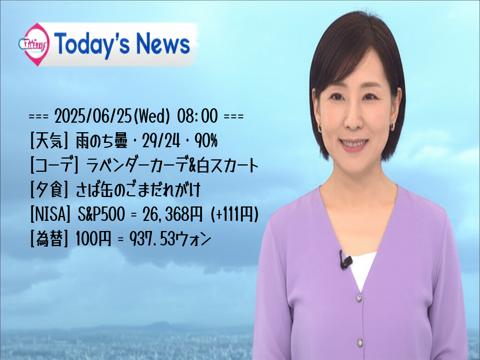 Today's News
=== 2025/06/25(Wed) 08:00 ===
[天気] 雨のち曇・29/24・90%
[コーデ] ラベンダーカーデ&白スカート
[夕食] さば缶のごまだれがけ
[NISA] S&P500 = 26,368円 (+111円)
[為替] 100円 = 937.53ウォン